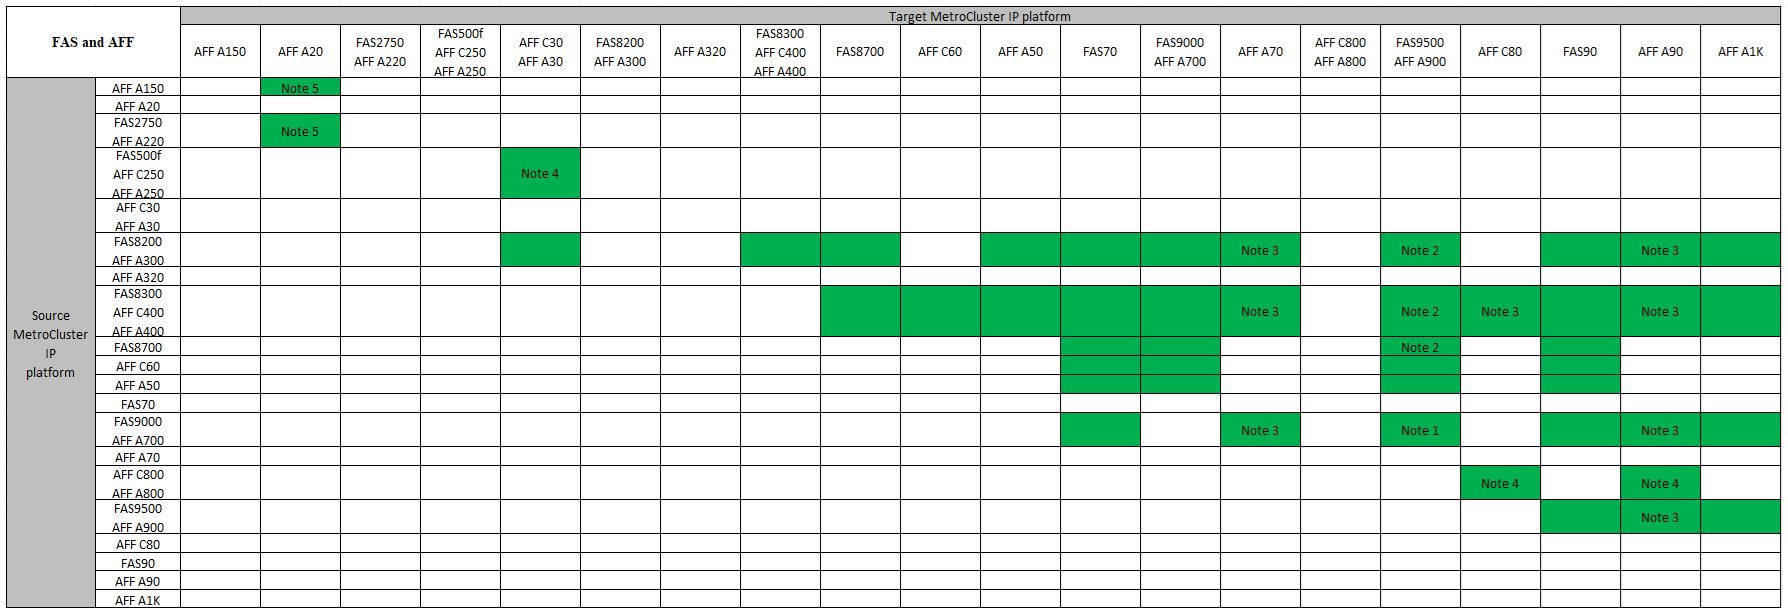 Target MetroCluster IP platform
FAS and AFF
AFF A150
AFF A20
FAS2750
AFF A220
FAS500f
AFF C250
AFF A250
AFF C30
AFF A30
FAS8200
AFF A300
AFF A320
FAS8300
AFF C400
AFF A400
FAS8700
AFF C60
AFF A50
FAS70
FAS9000
AFF A700
AFF A70
AFF C800
AFF A800
FAS9500
AFF A900
AFF C80
FAS90
AFF A90
AFF A1K
Source
MetroCluster
IP
platform
AFF A150
Note 5
AFF A20
FAS2750
AFF A220
Note 5
FAS500f
AFF C250
AFF A250
Note 4
AFF C30
AFF A30
FAS8200
AFF A300
Note 3
Note 2
Note 3
AFF A320
FAS8300
AFF C400
AFF A400
Note 3
Note 2
Note 3
Note 3
FAS8700
Note 2
AFF C60
AFF A50
FAS70
FAS9000
AFF A700
Note 3
Note 1
Note 3
AFF A70
AFF C800
AFF A800
Note 4
Note 4
FAS9500
AFF A900
Note 3
AFF C80
FAS90
AFF A90
AFF A1K